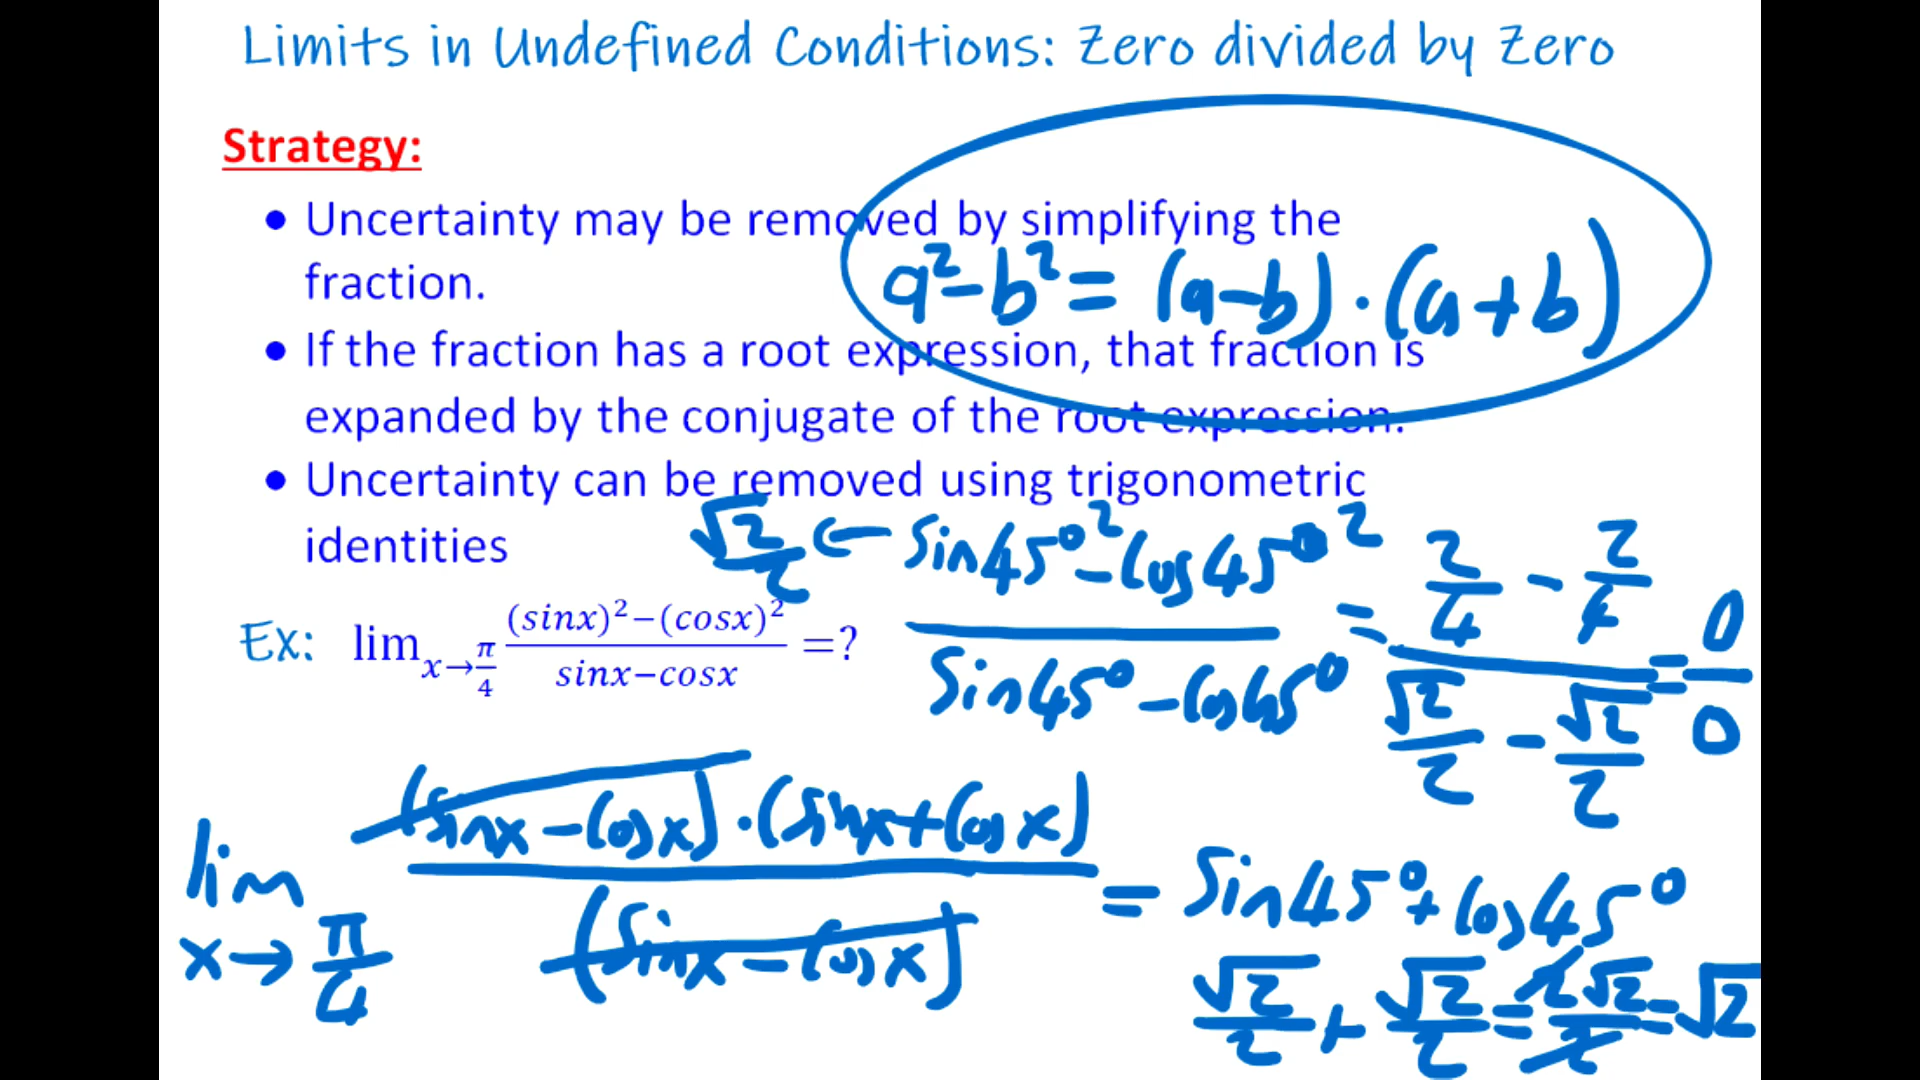 Limits in Undefined Conditions: Zero divided by Zero
Strategy:
• Uncertainty may be removed by simplifying the
fraction.
a²-b² = (a-b)·(a+b)
• If the fraction has a root expression, that fraction is
expanded by the conjugate of the root expression.
• Uncertainty can be removed using trigonometric
identities
√2/2 ← (sin45°² - cos45°²)/(sin45° - cos45°) = (2/4 - 2/4)/(√2/2 - √2/2) = 0/0
Ex: lim x→π/4 ((sinx)²−(cosx)²)/(sinx−cosx) =?
lim x→π/4 ((sinx - cosx)·(sinx + cosx))/(sinx - cosx) = sin45° + cos45°
√2/2 + √2/2 = 2√2/2 = √2